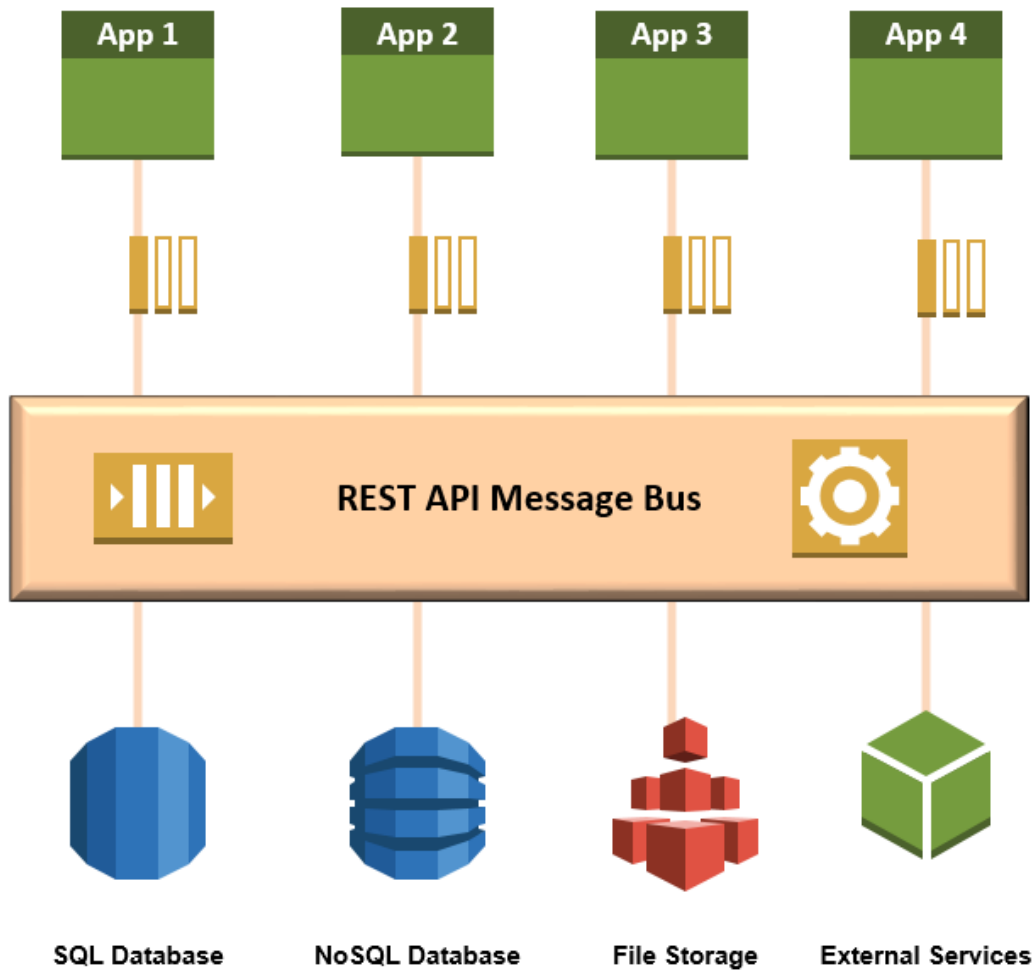 App 1
App 2
App 3
App 4
REST API Message Bus
SQL Database
NoSQL Database
File Storage
External Services